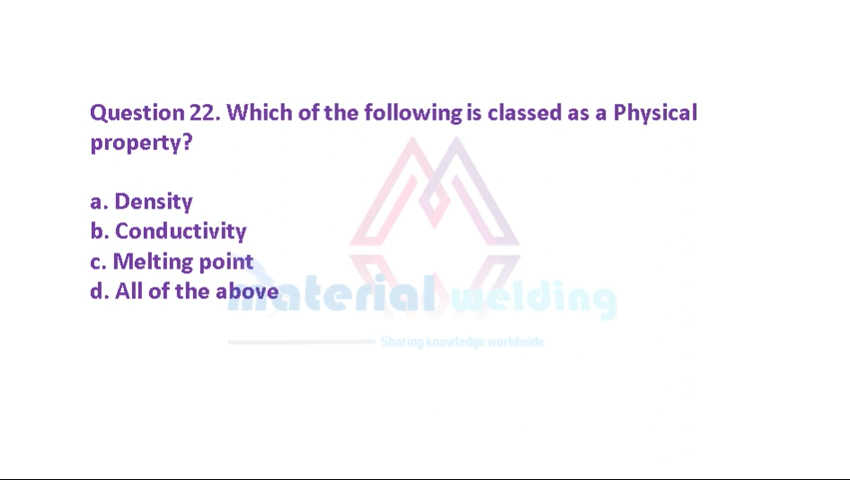 Question 22. Which of the following is classed as a Physical
property?
a. Density
b. Conductivity
c. Melting point
d. All of the above
material welding
Sharing knowledge worldwide